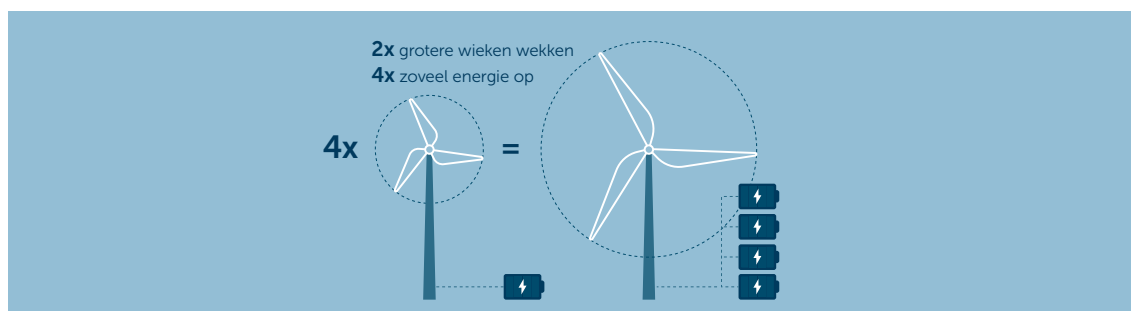 2x grotere wieken wekken
4x zoveel energie op
4x =